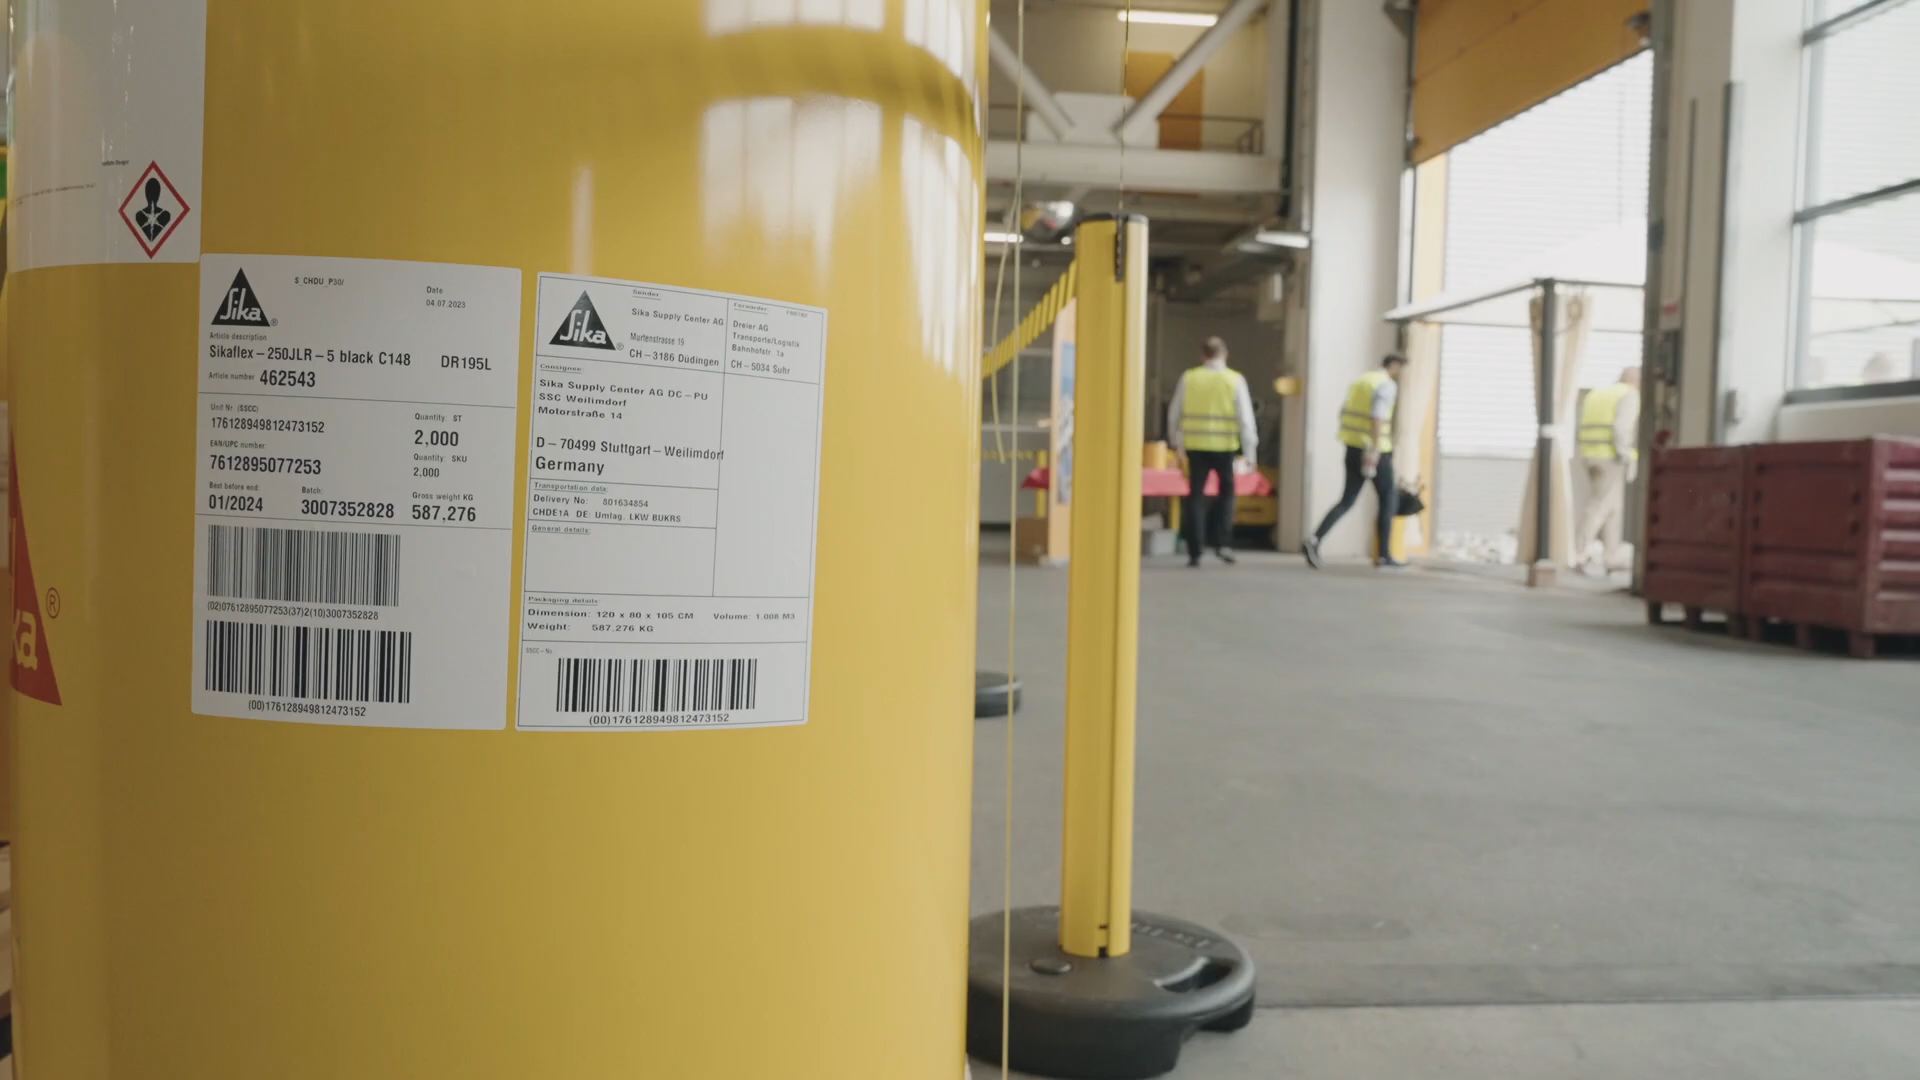 Sika®
S_CHDU_P30/
Date
04.07.2023
Article description
Sikaflex-250JLR-5 black C148 DR195L
Article number 462543
Unit Nr. (SSCC)
176128949812473152
Quantity: ST
2,000
EAN/UPC number:
7612895077253
Quantity: SKU
2,000
Best before end:
01/2024
Batch:
3007352828
Gross weight KG
587,276
(02)07612895077253(37)2(10)3007352828
(00)176128949812473152
Sika®
Sender:
Sika Supply Center AG
CH-3186 Düdingen
Forwarder:
Dreier AG
Transporte/Logistik
Bahnhofstr. 1a
CH-5034 Suhr
Consignee:
Sika Supply Center AG DC-PU
SSC Weilimdorf
Motorstraße 14
D-70499 Stuttgart-Weilimdorf
Germany
Transportation data:
Delivery No: 801634854
CHDE1A DE: Umlag. LKW BUKRS
General details:
Packaging details:
Dimension: 120 x 80 x 105 CM Volume: 1.008 M3
Weight: 587,276 KG
SSCC-No
(00)176128949812473152
ka®